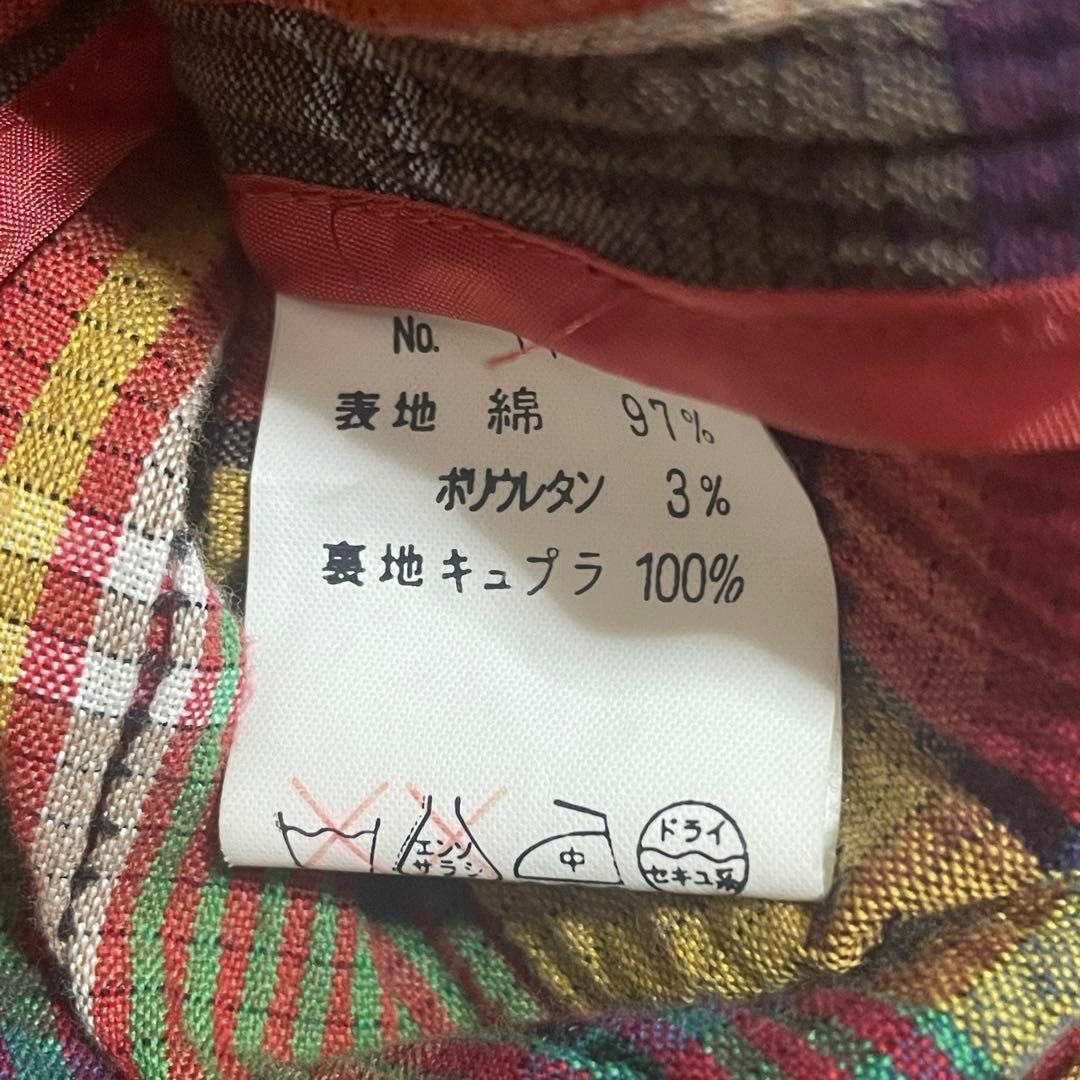 No.
表地 綿 97%
ポリウレタン 3%
裏地キュプラ 100%
エンソ 中 ドライ
サラシ セキユ系